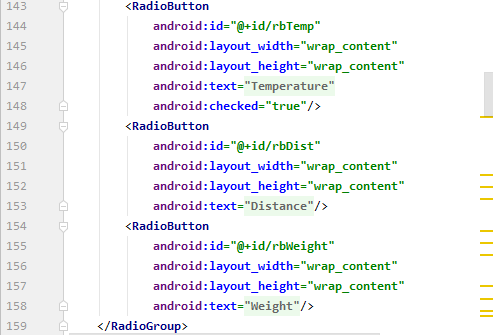 143 <RadioButton
144 android:id="@+id/rbTemp"
145 android:layout_width="wrap_content"
146 android:layout_height="wrap_content"
147 android:text="Temperature"
148 android:checked="true"/>
149 <RadioButton
150 android:id="@+id/rbDist"
151 android:layout_width="wrap_content"
152 android:layout_height="wrap_content"
153 android:text="Distance"/>
154 <RadioButton
155 android:id="@+id/rbWeight"
156 android:layout_width="wrap_content"
157 android:layout_height="wrap_content"
158 android:text="Weight"/>
159 </RadioGroup>